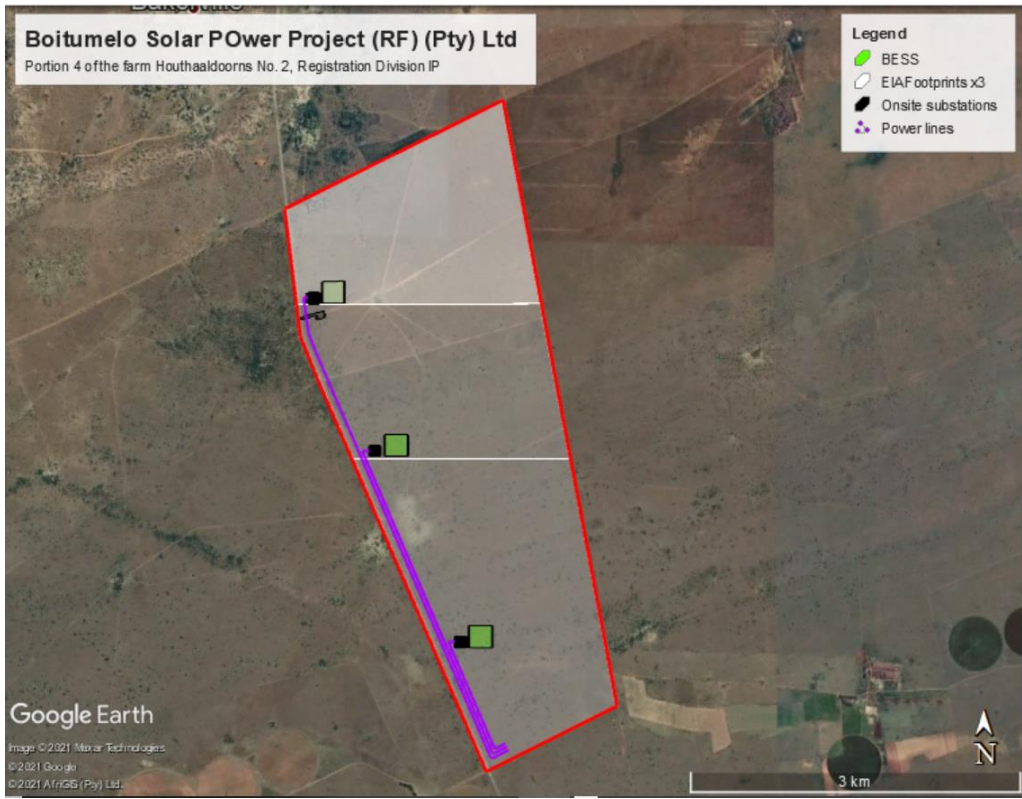 Boitumelo Solar POwer Project (RF) (Pty) Ltd
Portion 4 of the farm Houthaaldoorns No. 2, Registration Division IP
Legend
BESS
EIAFootprints x3
Onsite substations
Power lines
Google Earth
Image © 2021 Maxar Technologies
© 2021 Google
© 2021 AfriGIS (Pty) Ltd.
N
3 km